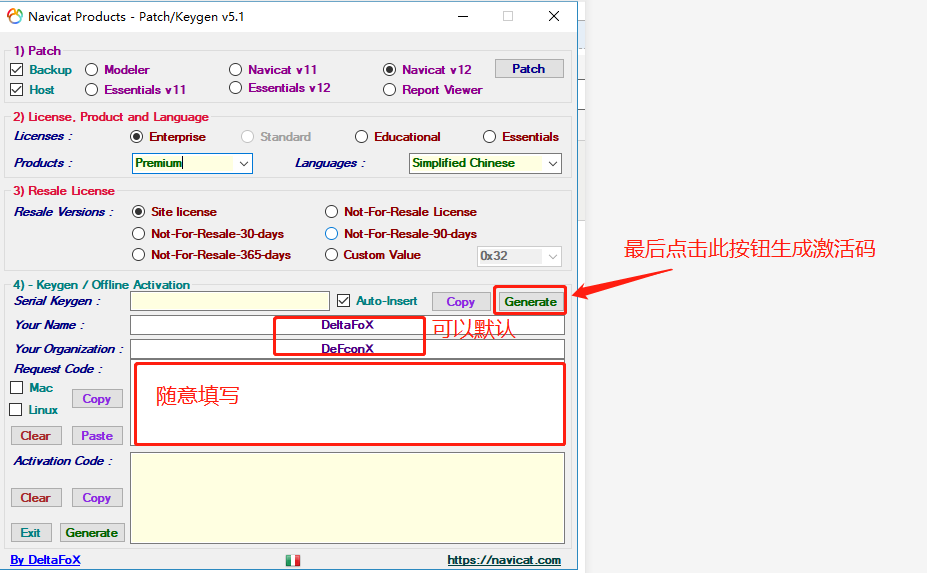 Navicat Products - Patch/Keygen v5.1
1) Patch
Backup Modeler Navicat v11 Navicat v12 Patch
Host Essentials v11 Essentials v12 Report Viewer
2) License, Product and Language
Licenses : Enterprise Standard Educational Essentials
Products : Premium Languages : Simplified Chinese
3) Resale License
Resale Versions : Site license Not-For-Resale License
Not-For-Resale-30-days Not-For-Resale-90-days
Not-For-Resale-365-days Custom Value 0x32
最后点击此按钮生成激活码
4) - Keygen / Offline Activation
Serial Keygen : Auto-Insert Copy Generate
Your Name : DeltaFoX
可以默认
Your Organization : DeFconX
Request Code :
Mac
随意填写
Copy
Linux
Clear Paste
Activation Code :
Clear Copy
Exit Generate
By DeltaFoX https://navicat.com